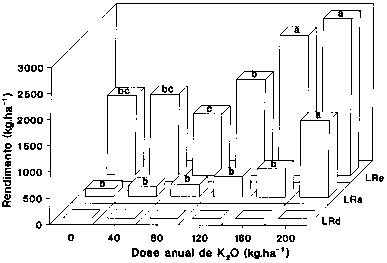 Rendimento (kg.ha⁻¹)
3000
2500
2000
1500
1000
500
0
a
a
b
bc
bc
c
a
b
b
b
b
b
LRe
LRa
LRd
0 40 80 120 160 200
Dose anual de K₂O (kg.ha⁻¹)